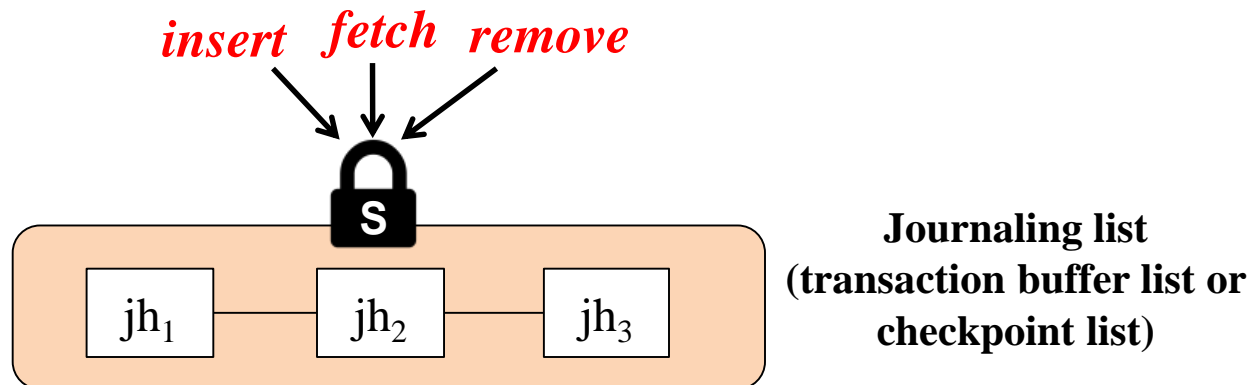 insert fetch remove
S
jh₁ jh₂ jh₃
Journaling list
(transaction buffer list or
checkpoint list)